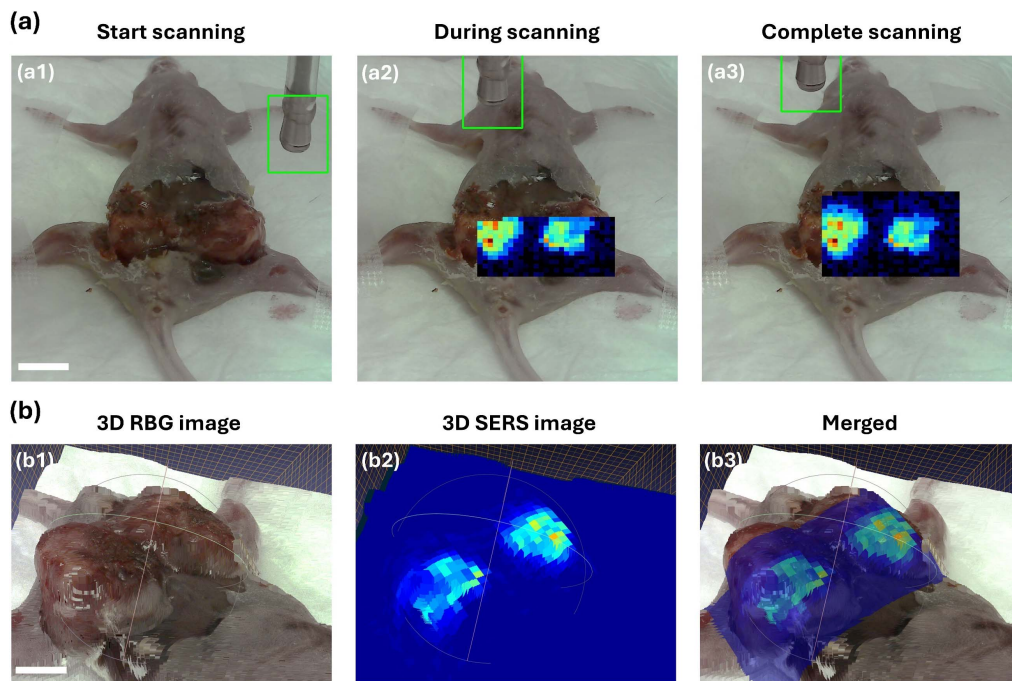 (a)
Start scanning
During scanning
Complete scanning
(a1)
(a2)
(a3)
(b)
3D RBG image
3D SERS image
Merged
(b1)
(b2)
(b3)